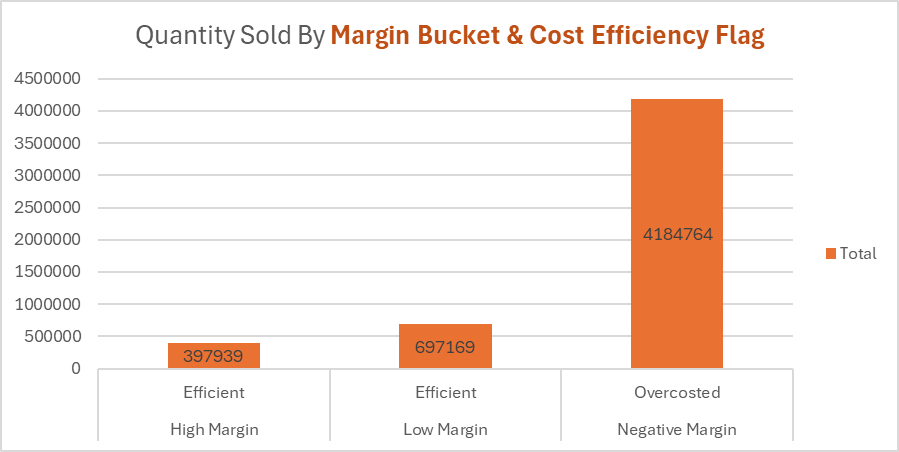 Quantity Sold By Margin Bucket & Cost Efficiency Flag
4500000
4000000
3500000
3000000
2500000
2000000
1500000
1000000
500000
0
397939
697169
4184764
Total
Efficient
Efficient
Overcosted
High Margin
Low Margin
Negative Margin